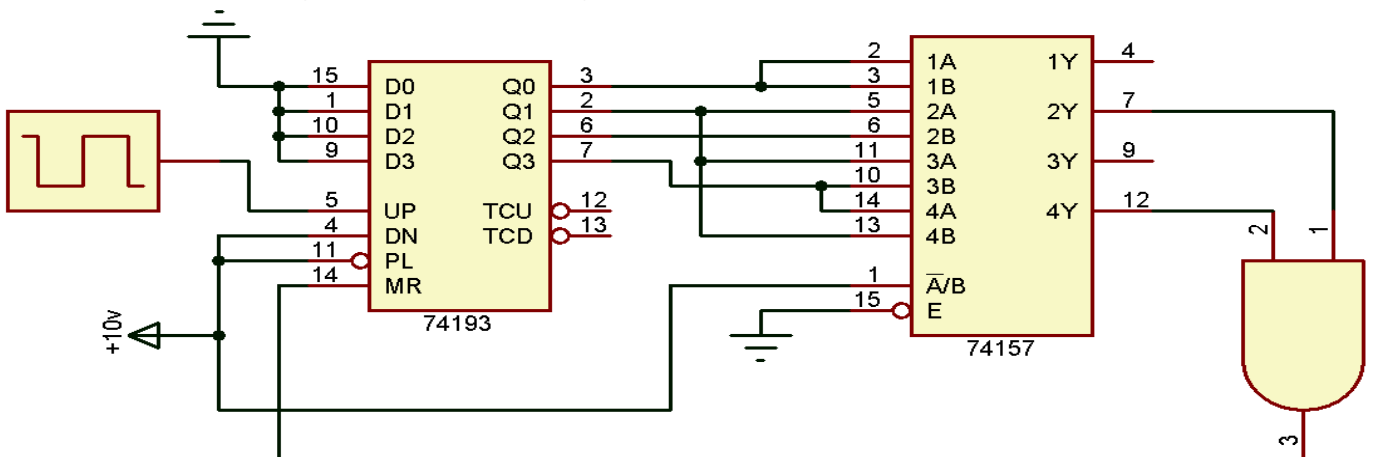 15 D0 Q0 3
1 D1 Q1 2
10 D2 Q2 6
9 D3 Q3 7
5 UP TCU 12
4 DN TCD 13
11 PL
14 MR
74193
+10v
2 1A 1Y 4
3 1B
5 2A 2Y 7
6 2B
11 3A 3Y 9
10 3B
14 4A 4Y 12
13 4B
1 A̅/B
15 E
74157
2 1
3